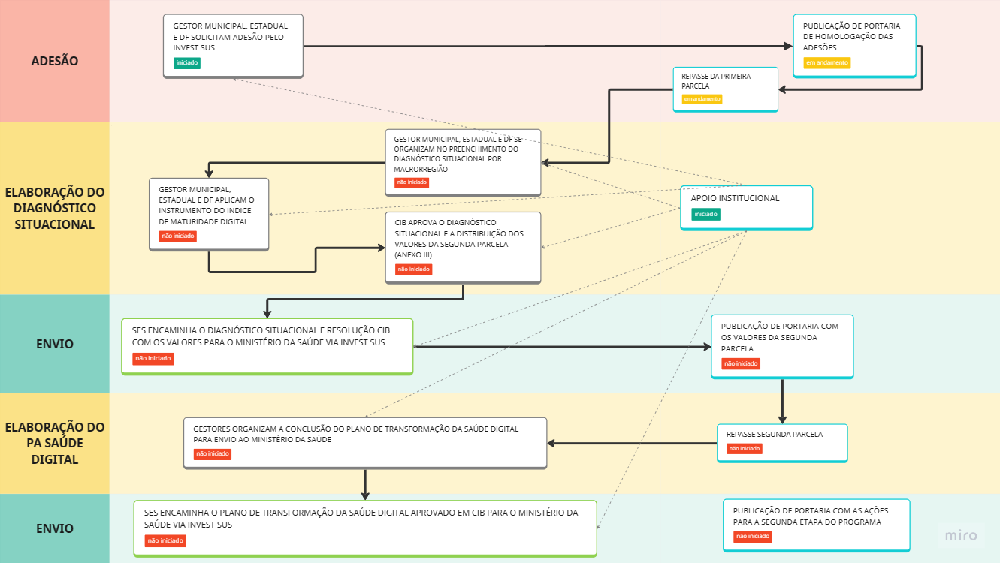 ADESÃO
GESTOR MUNICIPAL, ESTADUAL
E DF SOLICITAM ADESÃO PELO
INVEST SUS
iniciado
PUBLICAÇÃO DE PORTARIA
DE HOMOLOGAÇÃO DAS
ADESÕES
em andamento
REPASSE DA PRIMEIRA
PARCELA
em andamento
ELABORAÇÃO DO
DIAGNÓSTICO
SITUACIONAL
GESTOR MUNICIPAL, ESTADUAL E DF SE
ORGANIZAM NO PREENCHIMENTO DO
DIAGNÓSTICO SITUACIONAL POR
MACRORREGIÃO
não iniciado
GESTOR MUNICIPAL,
ESTADUAL E DF APLICAM O
INSTRUMENTO DO INDICE
DE MATURIDADE DIGITAL
não iniciado
APOIO INSTITUCIONAL
iniciado
CIB APROVA O DIAGNÓSTICO
SITUACIONAL E A DISTRIBUIÇÃO DOS
VALORES DA SEGUNDA PARCELA
(ANEXO III)
não iniciado
ENVIO
SES ENCAMINHA O DIAGNÓSTICO SITUACIONAL E RESOLUÇÃO CIB
COM OS VALORES PARA O MINISTÉRIO DA SAÚDE VIA INVEST SUS
não iniciado
PUBLICAÇÃO DE PORTARIA COM
OS VALORES DA SEGUNDA
PARCELA
não iniciado
ELABORAÇÃO DO
PA SAÚDE
DIGITAL
GESTORES ORGANIZAM A CONCLUSÃO DO PLANO DE TRANSFORMAÇÃO DA SAÚDE DIGITAL
PARA ENVIO AO MINISTÉRIO DA SAÚDE
não iniciado
REPASSE SEGUNDA PARCELA
não iniciado
ENVIO
SES ENCAMINHA O PLANO DE TRANSFORMAÇÃO DA SAÚDE DIGITAL APROVADO EM CIB PARA O MINISTÉRIO DA
SAÚDE VIA INVEST SUS
não iniciado
PUBLICAÇÃO DE PORTARIA COM AS AÇÕES
PARA A SEGUNDA ETAPA DO PROGRAMA
não iniciado
miro